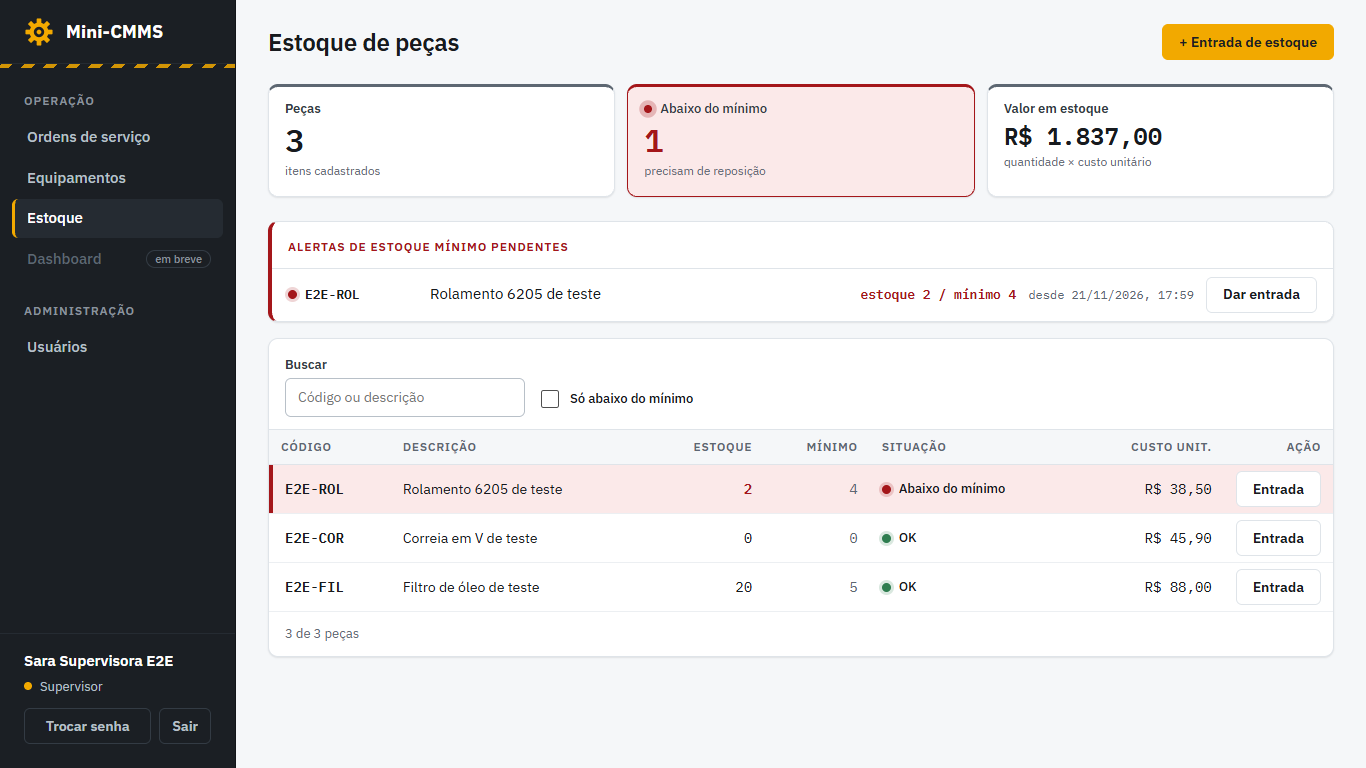 Mini-CMMS
OPERAÇÃO
Ordens de serviço
Equipamentos
Estoque
Dashboard em breve
ADMINISTRAÇÃO
Usuários
Sara Supervisora E2E
Supervisor
Trocar senha Sair
Estoque de peças + Entrada de estoque
Peças
3
itens cadastrados
Abaixo do mínimo
1
precisam de reposição
Valor em estoque
R$ 1.837,00
quantidade × custo unitário
ALERTAS DE ESTOQUE MÍNIMO PENDENTES
E2E-ROL Rolamento 6205 de teste estoque 2 / mínimo 4 desde 21/11/2026, 17:59 Dar entrada
Buscar
Código ou descrição Só abaixo do mínimo
CÓDIGO DESCRIÇÃO ESTOQUE MÍNIMO SITUAÇÃO CUSTO UNIT. AÇÃO
E2E-ROL Rolamento 6205 de teste 2 4 Abaixo do mínimo R$ 38,50 Entrada
E2E-COR Correia em V de teste 0 0 OK R$ 45,90 Entrada
E2E-FIL Filtro de óleo de teste 20 5 OK R$ 88,00 Entrada
3 de 3 peças